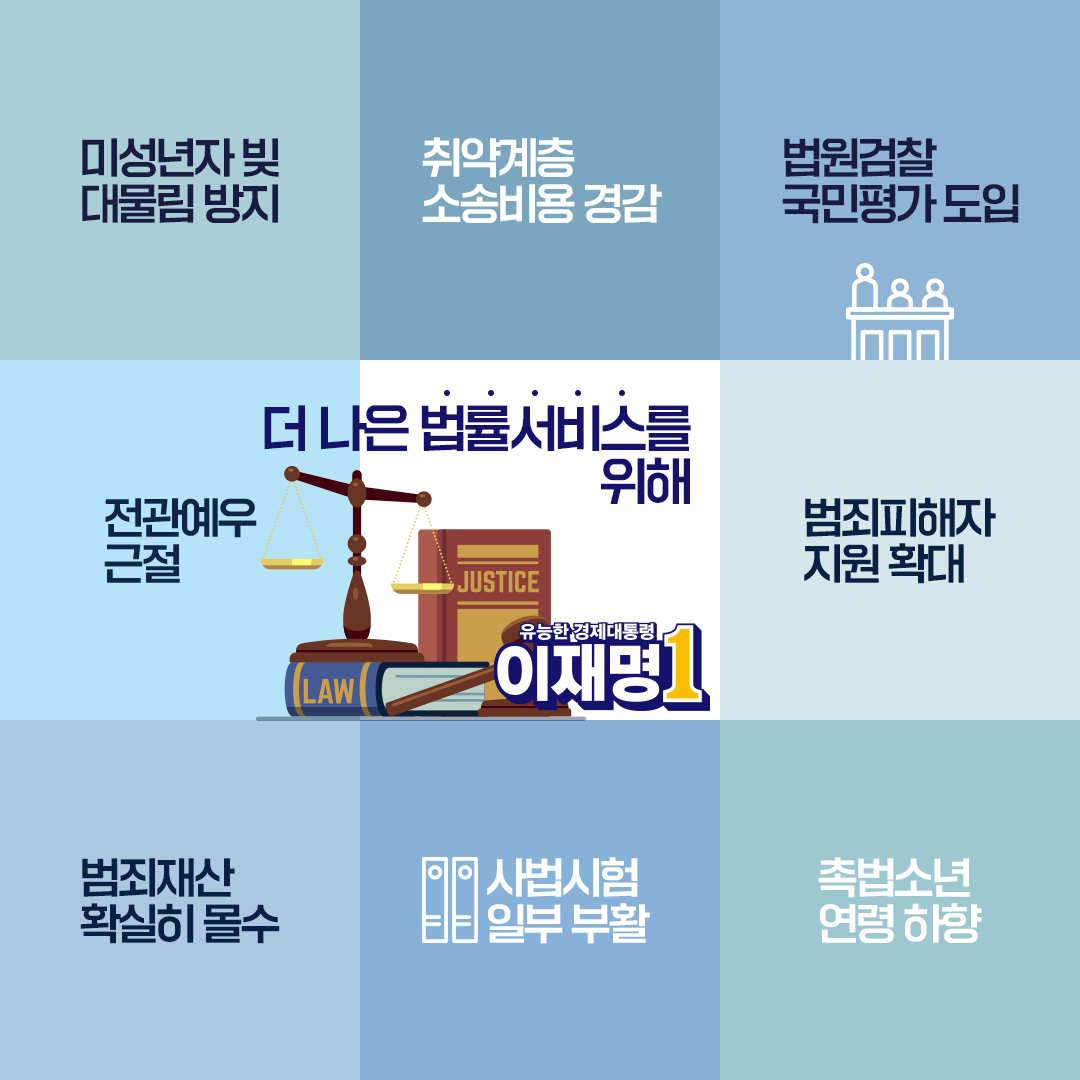 미성년자 빚
대물림 방지
취약계층
소송비용 경감
법원검찰
국민평가 도입
더 나은 법률서비스를
위해
전관예우
근절
JUSTICE
LAW
유능한 경제대통령
이재명1
범죄피해자
지원 확대
범죄재산
확실히 몰수
사법시험
일부 부활
촉법소년
연령 하향